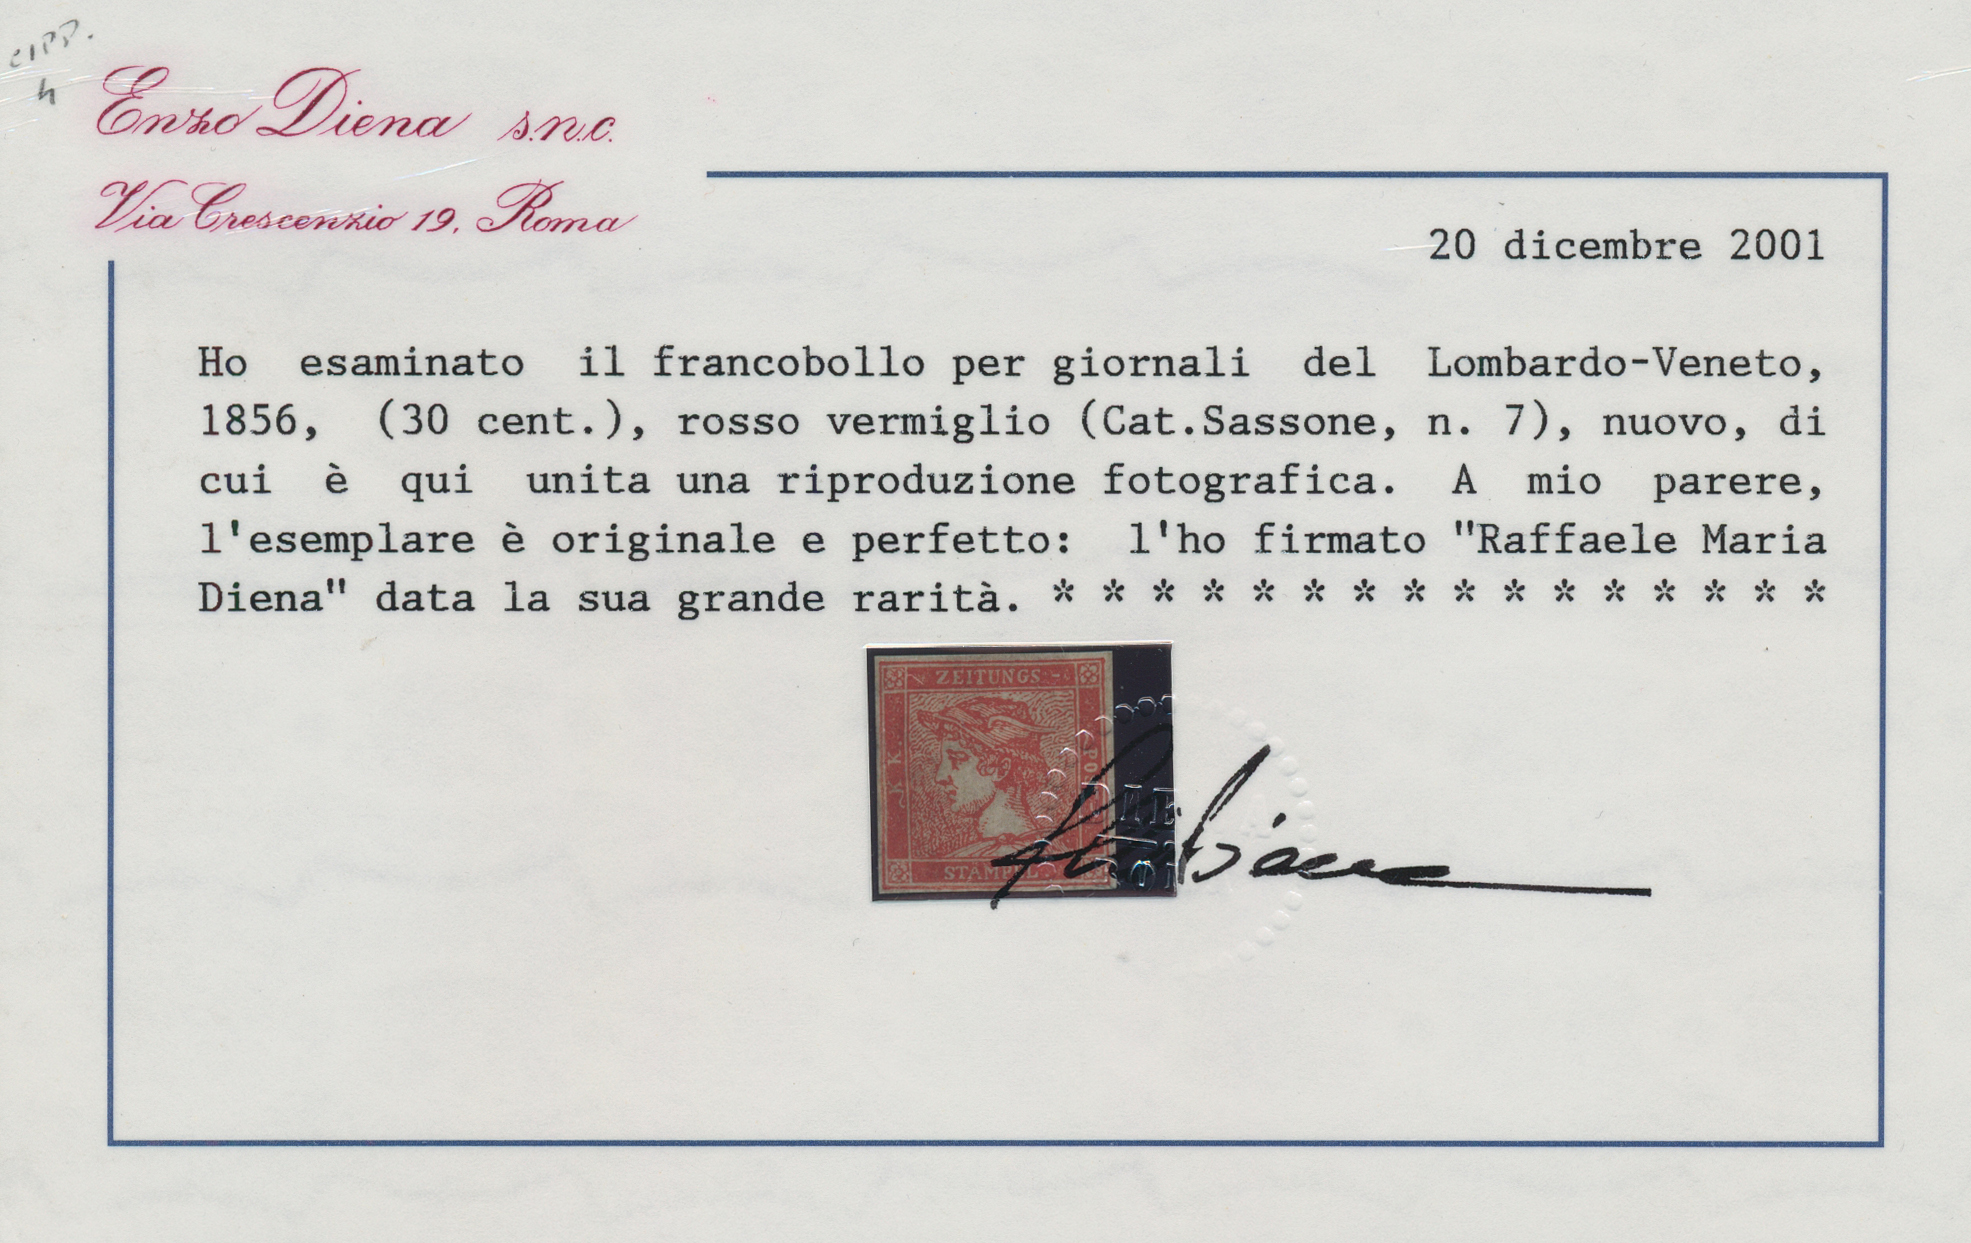 CIPP.
4
Enzo Diena s.n.c.
Via Crescenzio 19, Roma
20 dicembre 2001
Ho esaminato il francobollo per giornali del Lombardo-Veneto,
1856, (30 cent.), rosso vermiglio (Cat.Sassone, n. 7), nuovo, di
cui è qui unita una riproduzione fotografica. A mio parere,
l'esemplare è originale e perfetto: l'ho firmato "Raffaele Maria
Diena" data la sua grande rarità. * * * * * * * * * * * * * * * *
ZEITUNGS-
K. K.